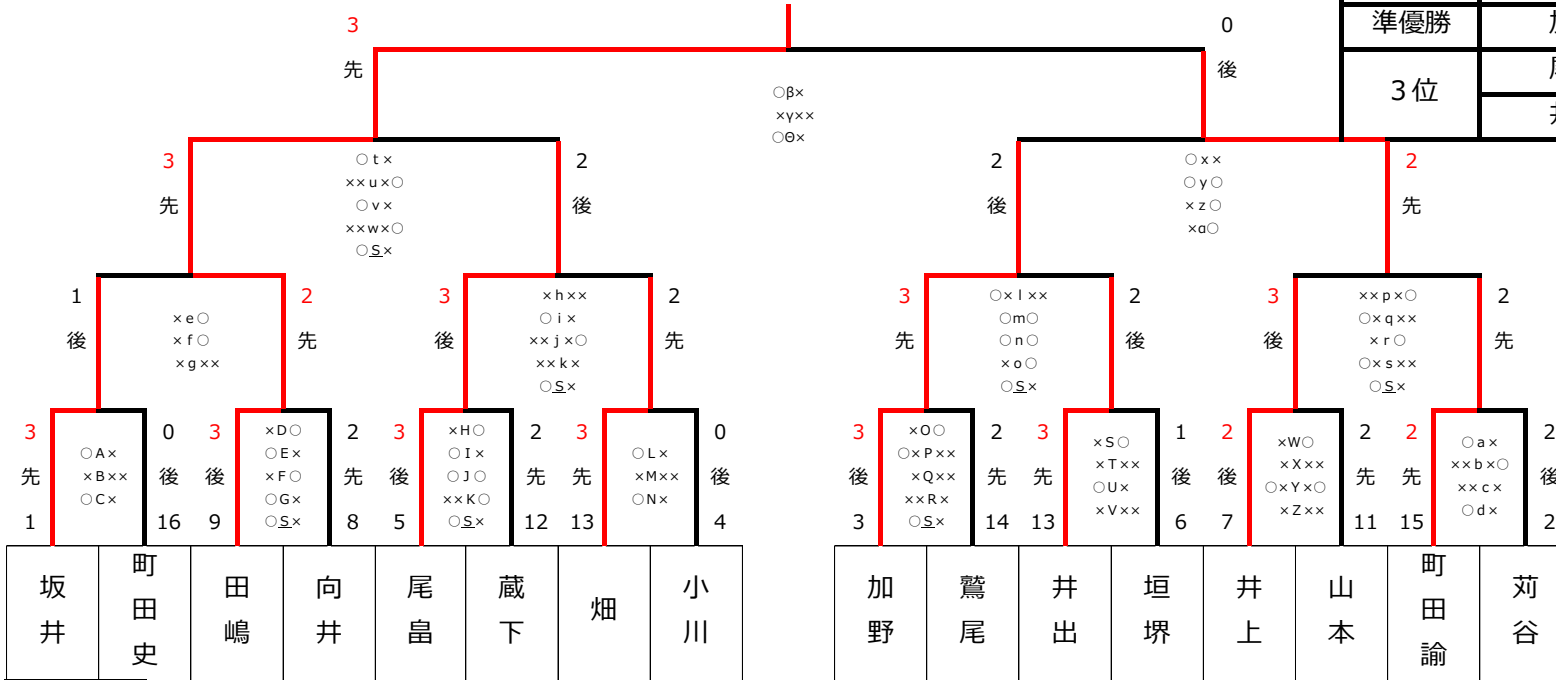 3
0
準優勝
先
後
3位
○β×
×γ××
○Θ×
3
○t×
××u×○
○v×
××w×○
○S×
2
2
○x×
○y○
×z○
×α○
2
先
後
後
先
1
×e○
×f○
×g××
2
3
×h××
○i×
××j×○
××k×
○S×
2
3
○×l××
○m○
○n○
×o○
○S×
2
3
××p×○
○×q××
×r○
○×s××
○S×
2
後
先
後
先
先
後
後
先
3
○A×
×B××
○C×
0
3
×D○
○E×
×F○
○G×
○S×
2
3
×H○
○I×
○J○
××K○
○S×
2
3
○L×
×M××
○N×
0
3
×O○
○×P××
×Q××
××R×
○S×
2
3
×S○
×T××
○U×
×V××
1
2
×W○
×X××
○×Y×○
×Z××
2
2
○a×
××b×○
××c×
○d×
2
先
後
後
先
後
先
先
後
後
先
先
後
後
先
先
後
1
16
9
8
5
12
13
4
3
14
13
6
7
11
15
2
坂井
町田史
田嶋
向井
尾畠
蔵下
畑
小川
加野
鷲尾
井出
垣堺
井上
山本
町田諭
苅谷